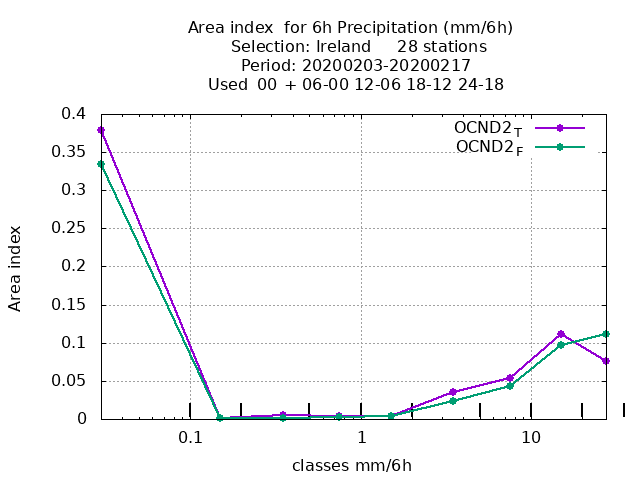 Area index  for 6h Precipitation (mm/6h)
Selection: Ireland     28 stations
Period: 20200203-20200217
Used  00  + 06-00 12-06 18-12 24-18
OCND2T
OCND2F
0.4
0.35
0.3
0.25
0.2
0.15
0.1
0.05
0
Area index
0.1 1 10
classes mm/6h